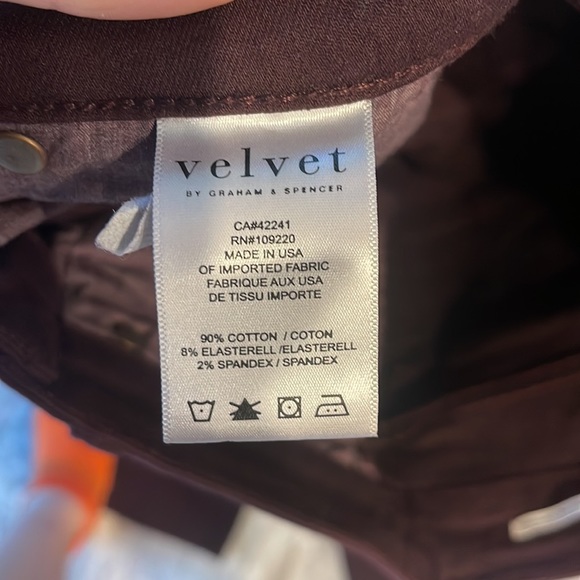 velvet
BY GRAHAM & SPENCER
CA#42241
RN#109220
MADE IN USA
OF IMPORTED FABRIC
FABRIQUE AUX USA
DE TISSU IMPORTE
90% COTTON / COTON
8% ELASTERELL /ELASTERELL
2% SPANDEX / SPANDEX